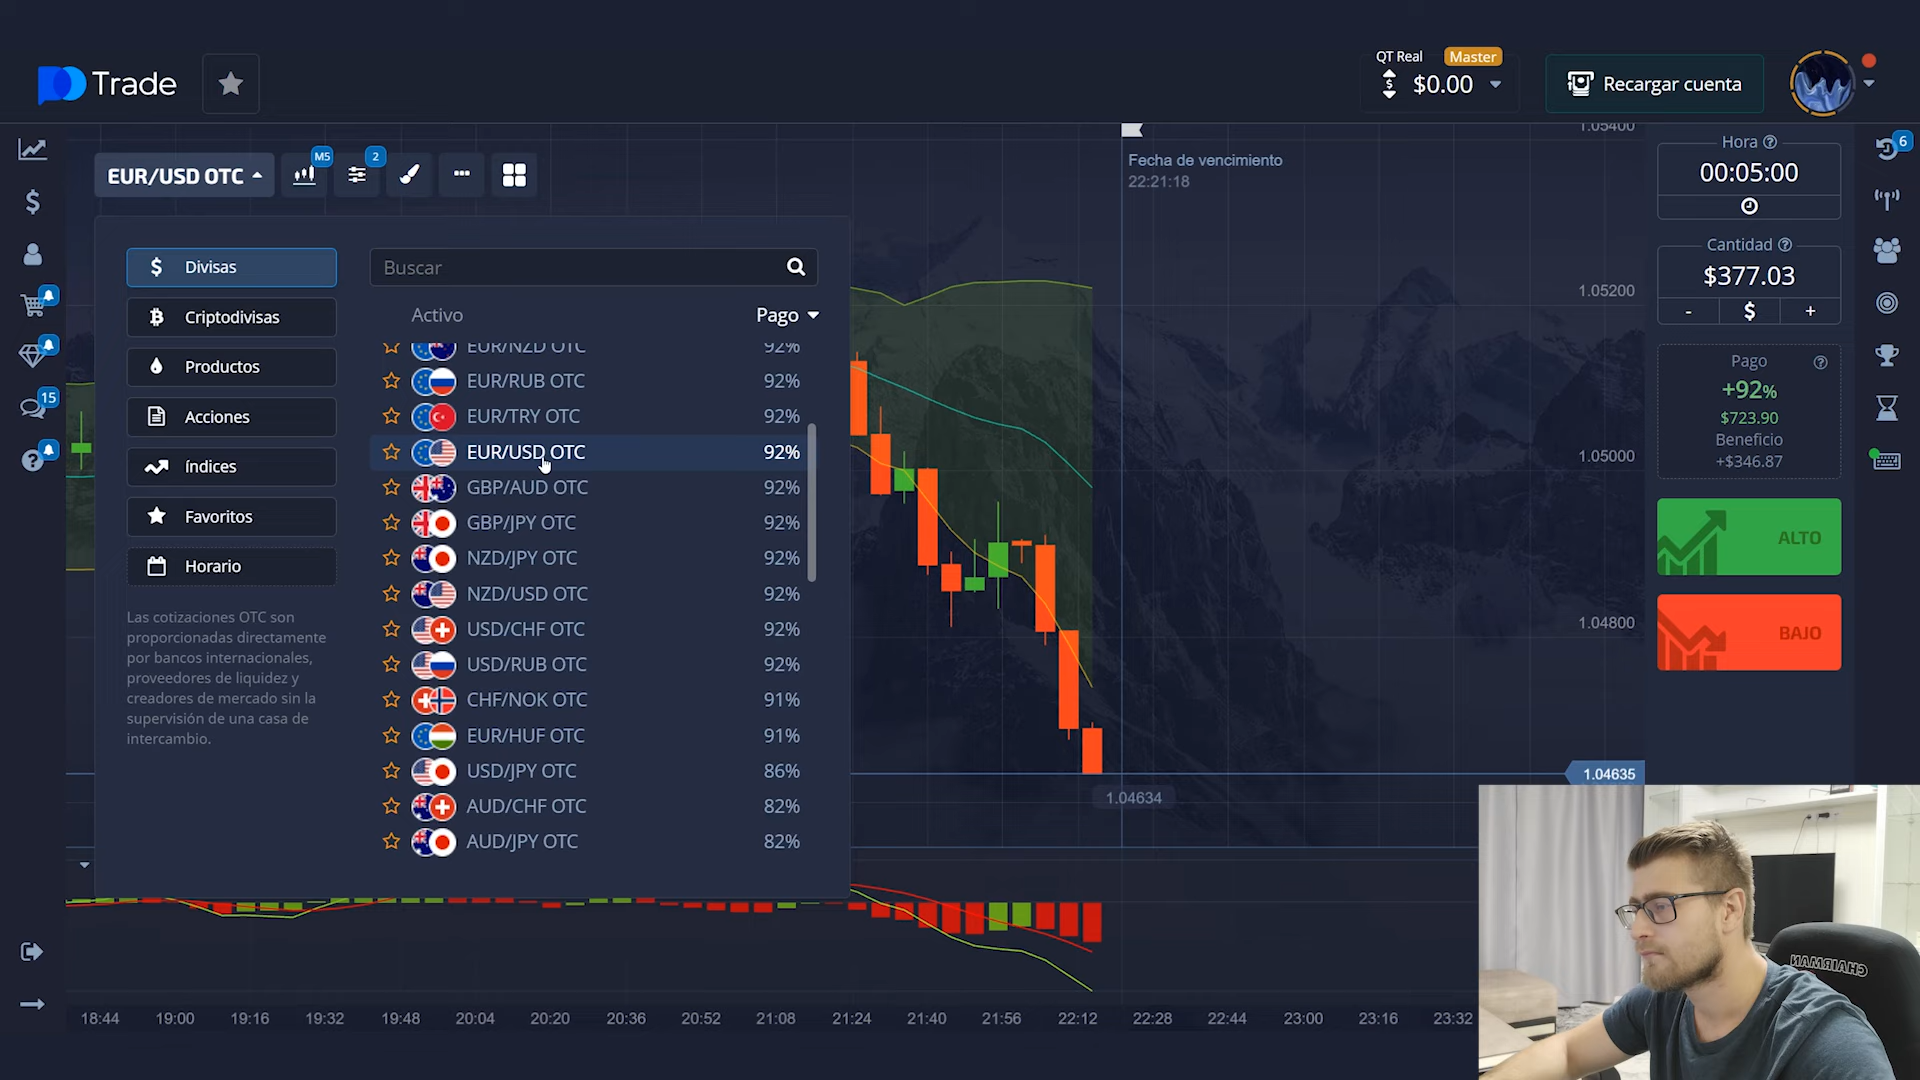 Trade
QT Real
Master
$0.00
Recargar cuenta
EUR/USD OTC
M5
2
Fecha de vencimiento
22:21:18
Hora
00:05:00
Cantidad
$377.03
- $ +
Pago
+92%
$723.90
Beneficio
+$346.87
ALTO
BAJO
6
15
Divisas
Criptodivisas
Productos
Acciones
Índices
Favoritos
Horario
Las cotizaciones OTC son
proporcionadas directamente
por bancos internacionales,
proveedores de liquidez y
creadores de mercado sin la
supervisión de una casa de
intercambio.
Buscar
Activo Pago
EUR/NZD OTC 92%
EUR/RUB OTC 92%
EUR/TRY OTC 92%
EUR/USD OTC 92%
GBP/AUD OTC 92%
GBP/JPY OTC 92%
NZD/JPY OTC 92%
NZD/USD OTC 92%
USD/CHF OTC 92%
USD/RUB OTC 92%
CHF/NOK OTC 91%
EUR/HUF OTC 91%
USD/JPY OTC 86%
AUD/CHF OTC 82%
AUD/JPY OTC 82%
1.05400
1.05200
1.05000
1.04800
1.04635
1.04634
18:44 19:00 19:16 19:32 19:48 20:04 20:20 20:36 20:52 21:08 21:24 21:40 21:56 22:12 22:28 22:44 23:00 23:16 23:32
CHAIRMAN